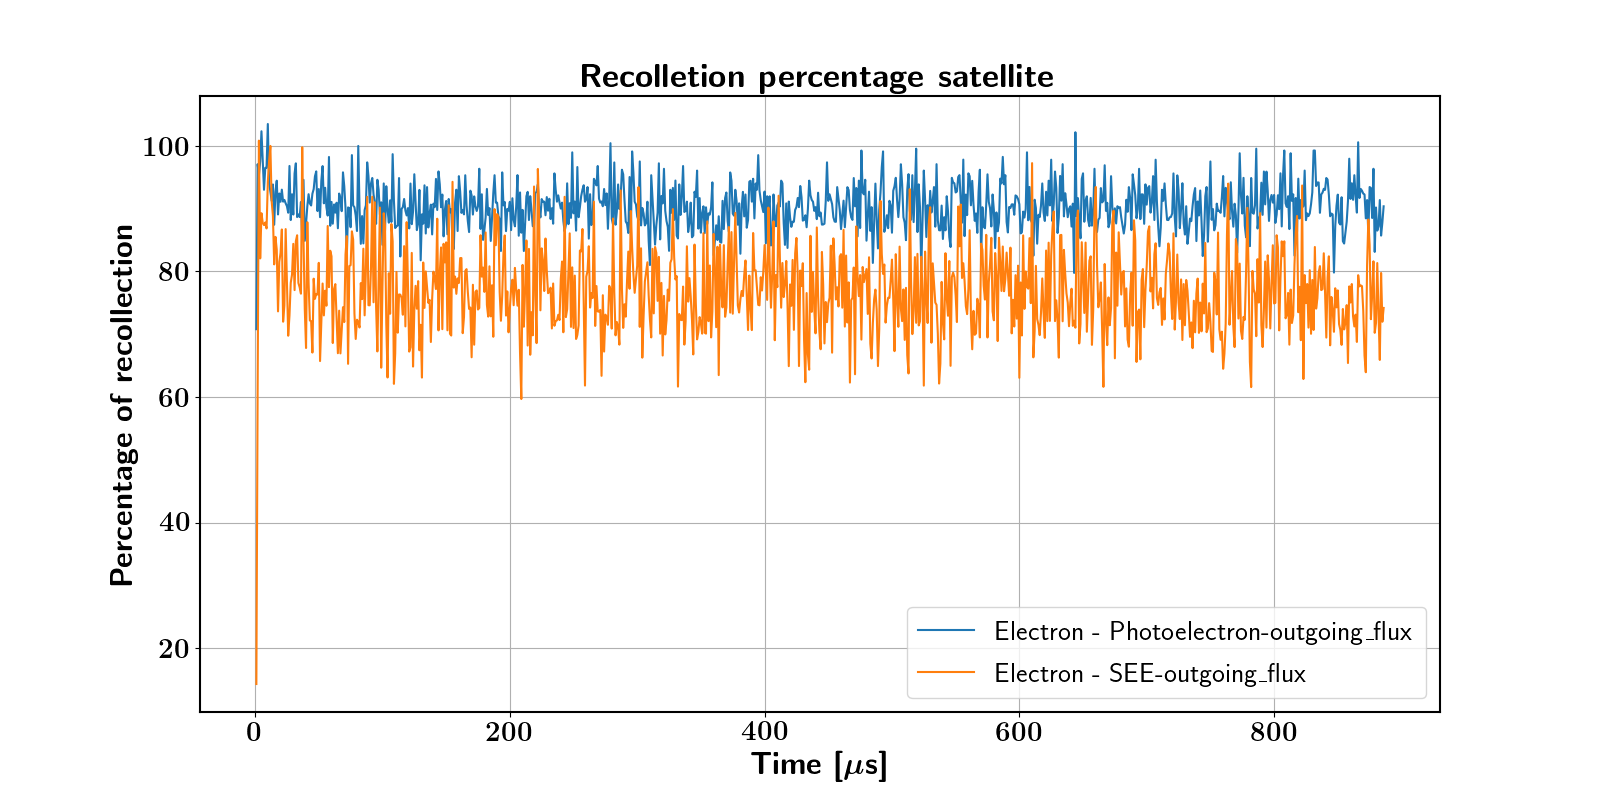 Recolletion percentage satellite
Percentage of recollection
100
80
60
40
20
0 200 400 600 800
Time [μs]
Electron - Photoelectron-outgoing_flux
Electron - SEE-outgoing_flux